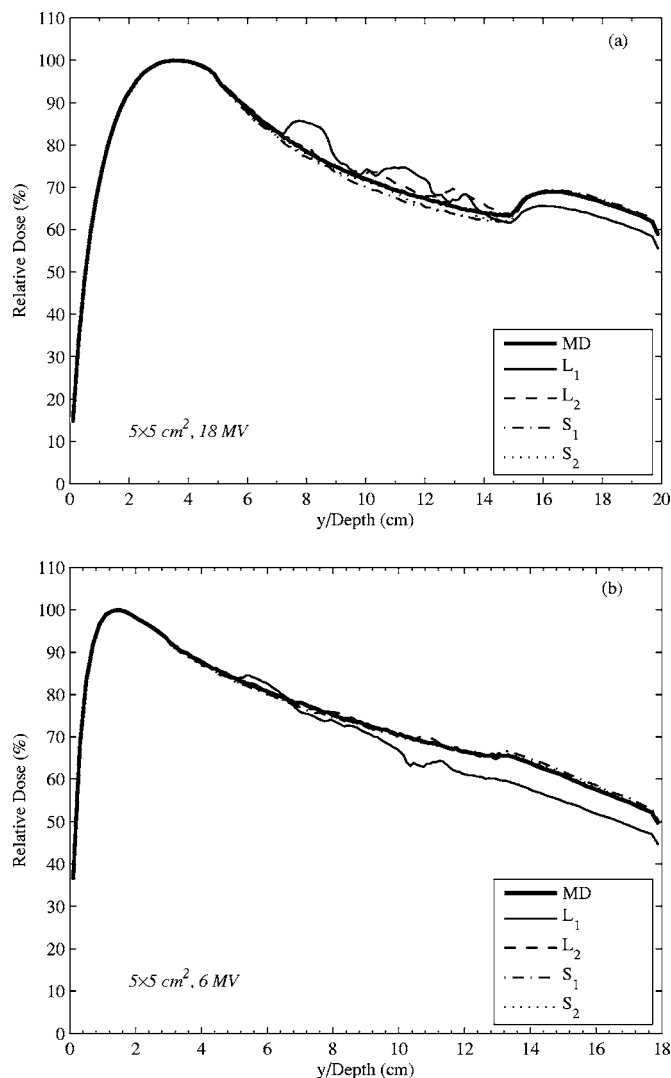 (a)
110
100
90
80
70
60
50
40
30
20
10
0
Relative Dose (%)
MD
L1
L2
S1
S2
5×5 cm², 18 MV
0 2 4 6 8 10 12 14 16 18 20
y/Depth (cm)
(b)
110
100
90
80
70
60
50
40
30
20
10
0
Relative Dose (%)
MD
L1
L2
S1
S2
5×5 cm², 6 MV
0 2 4 6 8 10 12 14 16 18
y/Depth (cm)